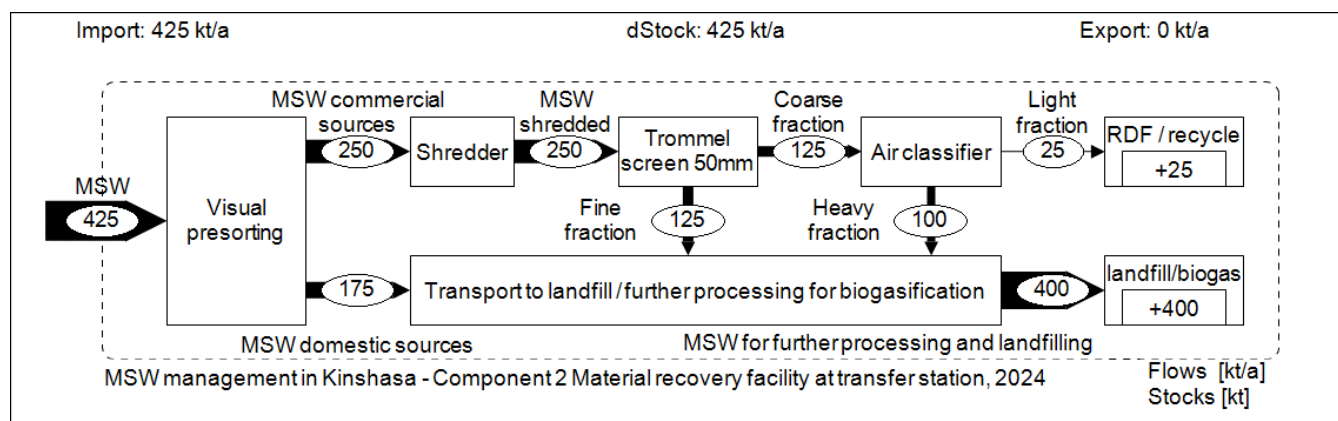 Import: 425 kt/a
dStock: 425 kt/a
Export: 0 kt/a
MSW commercial
sources
250
MSW
shredded
250
Coarse
fraction
125
Light
fraction
25
Shredder
Trommel
screen 50mm
Air classifier
RDF / recycle
+25
MSW
425
Visual
presorting
Fine
fraction
125
Heavy
fraction
100
175
Transport to landfill / further processing for biogasification
400
landfill/biogas
+400
MSW domestic sources
MSW for further processing and landfilling
MSW management in Kinshasa - Component 2 Material recovery facility at transfer station, 2024
Flows [kt/a]
Stocks [kt]